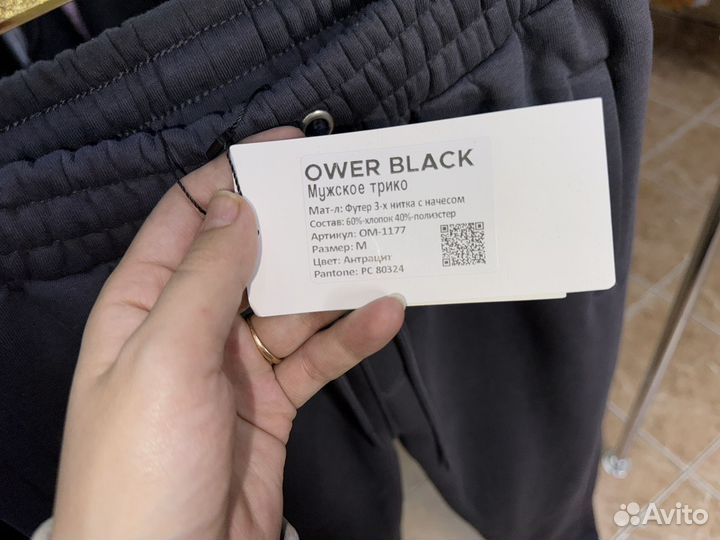 OWER BLACK
Мужское трико
Мат-л: Футер 3-х нитка с начесом
Состав: 60%-хлопок 40%-полиэстер
Артикул: ОМ-1177
Размер: М
Цвет: Антрацит
Pantone: PC 80324
Avito